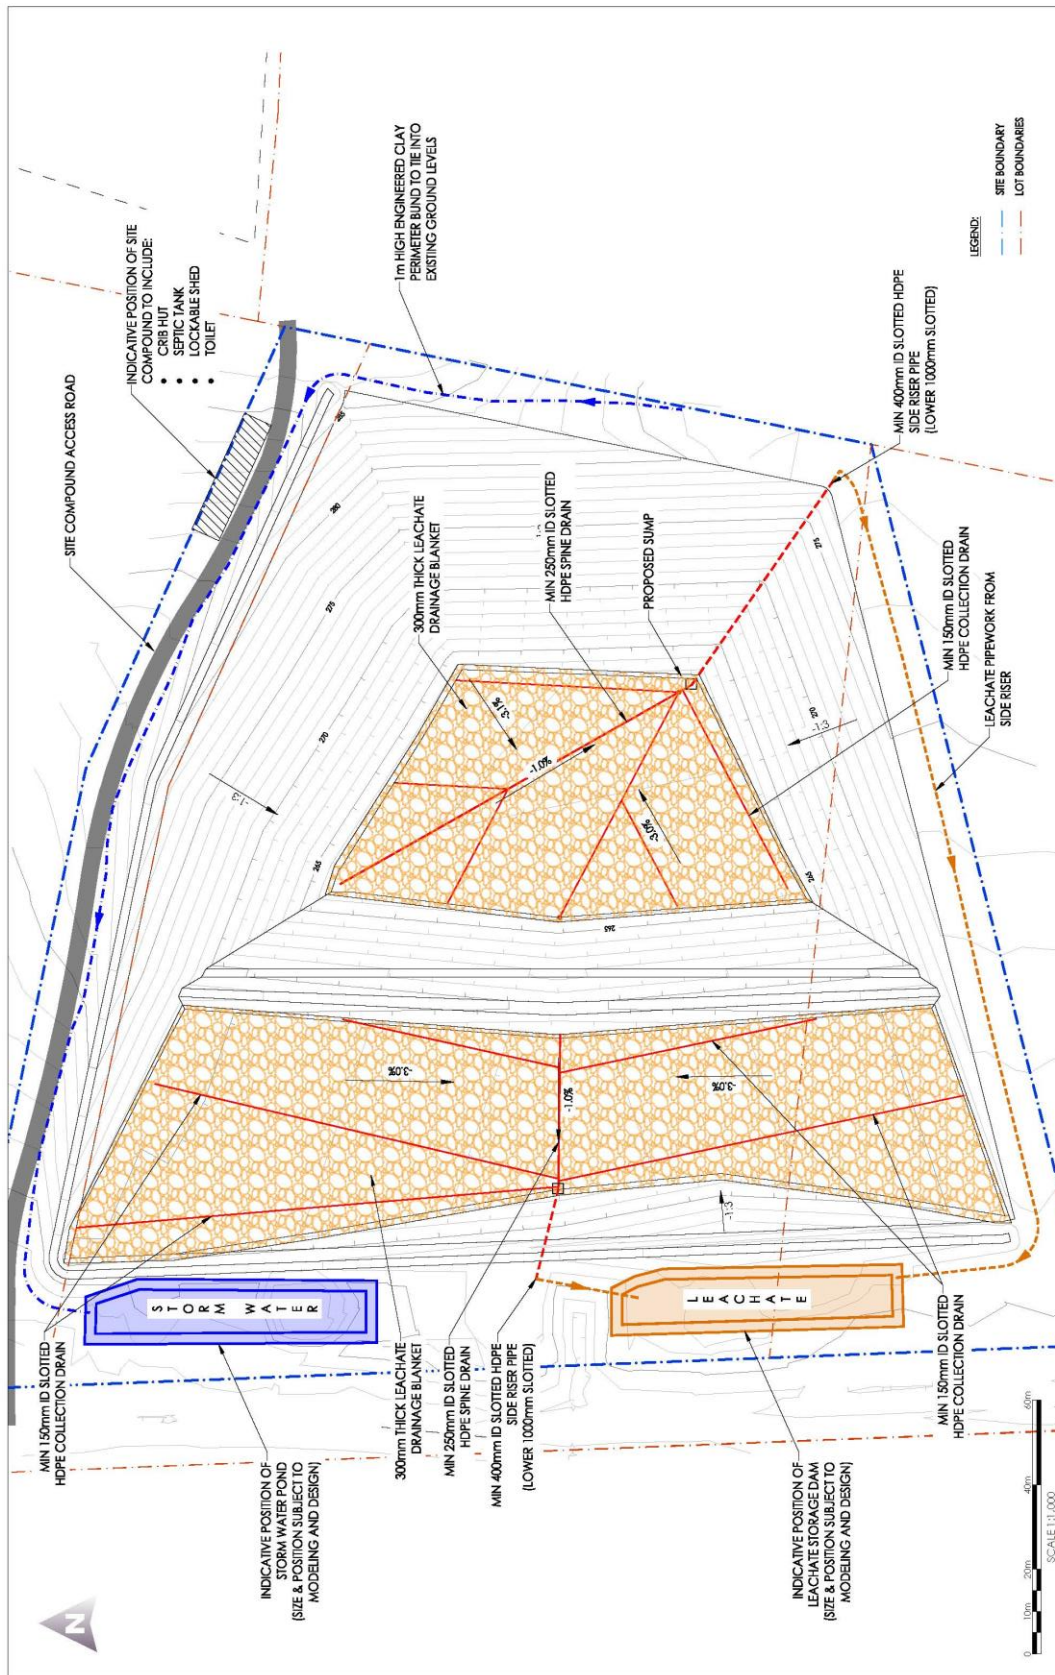 SITE COMPOUND ACCESS ROAD
INDICATIVE POSITION OF SITE
COMPOUND TO INCLUDE:
• CRIB HUT
• SEPTIC TANK
• LOCKABLE SHED
• TOILET
1m HIGH ENGINEERED CLAY
PERIMETER BUND TO TIE INTO
EXISTING GROUND LEVELS
MIN 150mm ID SLOTTED
HDPE COLLECTION DRAIN
INDICATIVE POSITION OF
STORM WATER POND
(SIZE & POSITION SUBJECT TO
MODELING AND DESIGN)
STORM WATER
300mm THICK LEACHATE
DRAINAGE BLANKET
MIN 250mm ID SLOTTED
HDPE SPINE DRAIN
MIN 400mm ID SLOTTED HDPE
SIDE RISER PIPE
(LOWER 1000mm SLOTTED)
-3.0%
-1.0%
-3.0%
-1:3
265
270
275
280
-1:3
265
300mm THICK LEACHATE
DRAINAGE BLANKET
-3.1%
-1.0%
-3.0%
MIN 250mm ID SLOTTED
HDPE SPINE DRAIN
PROPOSED SUMP
265
270
-1:3
275
MIN 400mm ID SLOTTED HDPE
SIDE RISER PIPE
(LOWER 1000mm SLOTTED)
MIN 150mm ID SLOTTED
HDPE COLLECTION DRAIN
LEACHATE PIPEWORK FROM
SIDE RISER
LEACHATE
INDICATIVE POSITION OF
LEACHATE STORAGE DAM
(SIZE & POSITION SUBJECT TO
MODELING AND DESIGN)
MIN 150mm ID SLOTTED
HDPE COLLECTION DRAIN
LEGEND:
SITE BOUNDARY
LOT BOUNDARIES
N
0 10m 20m 40m 60m
SCALE 1:1,000